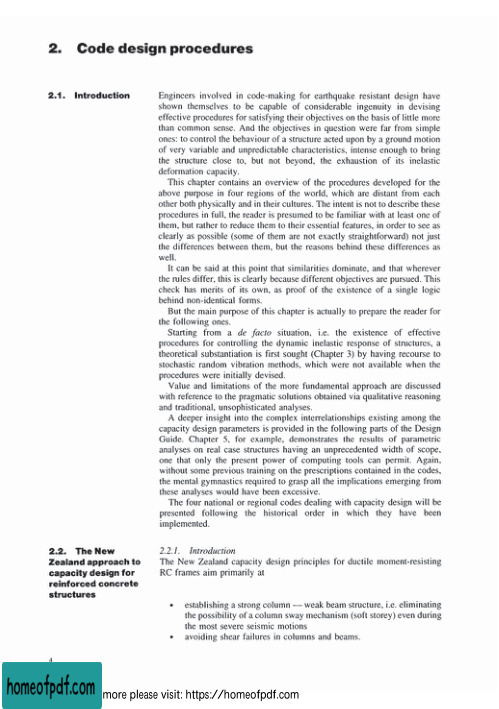 2. Code design procedures
2.1. Introduction
Engineers involved in code-making for earthquake resistant design have
shown themselves to be capable of considerable ingenuity in devising
effective procedures for satisfying their objectives on the basis of little more
than common sense. And the objectives in question were far from simple
ones: to control the behaviour of a structure acted upon by a ground motion
of very variable and unpredictable characteristics, intense enough to bring
the structure close to, but not beyond, the exhaustion of its inelastic
deformation capacity.
This chapter contains an overview of the procedures developed for the
above purpose in four regions of the world, which are distant from each
other both physically and in their cultures. The intent is not to describe these
procedures in full, the reader is presumed to be familiar with at least one of
them, but rather to reduce them to their essential features, in order to see as
clearly as possible (some of them are not exactly straightforward) not just
the differences between them, but the reasons behind these differences as
well.
It can be said at this point that similarities dominate, and that wherever
the rules differ, this is clearly because different objectives are pursued. This
check has merits of its own, as proof of the existence of a single logic
behind non-identical forms.
But the main purpose of this chapter is actually to prepare the reader for
the following ones.
Starting from a de facto situation, i.e. the existence of effective
procedures for controlling the dynamic inelastic response of structures, a
theoretical substantiation is first sought (Chapter 3) by having recourse to
stochastic random vibration methods, which were not available when the
procedures were initially devised.
Value and limitations of the more fundamental approach are discussed
with reference to the pragmatic solutions obtained via qualitative reasoning
and traditional, unsophisticated analyses.
A deeper insight into the complex interrelationships existing among the
capacity design parameters is provided in the following parts of the Design
Guide. Chapter 5, for example, demonstrates the results of parametric
analyses on real case structures having an unprecedented width of scope,
one that only the present power of computing tools can permit. Again,
without some previous training on the prescriptions contained in the codes,
the mental gymnastics required to grasp all the implications emerging from
these analyses would have been excessive.
The four national or regional codes dealing with capacity design will be
presented following the historical order in which they have been
implemented.
2.2. The New
Zealand approach to
capacity design for
reinforced concrete
structures
2.2.1. Introduction
The New Zealand capacity design principles for ductile moment-resisting
RC frames aim primarily at
• establishing a strong column — weak beam structure, i.e. eliminating
the possibility of a column sway mechanism (soft storey) even during
the most severe seismic motions
• avoiding shear failures in columns and beams.
4
homeofpdf.com
more please visit: https://homeofpdf.com